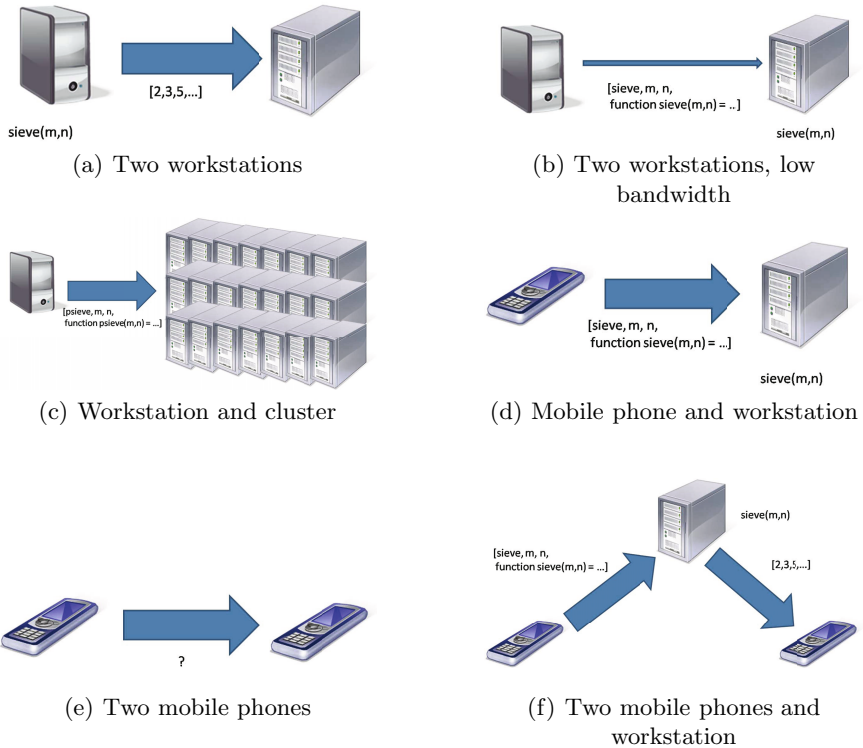 [2,3,5,...]
sieve(m,n)
(a) Two workstations
[sieve, m, n,
function sieve(m,n) = ..]
sieve(m,n)
(b) Two workstations, low
bandwidth
[psieve, m, n,
function psieve(m,n) = ...]
(c) Workstation and cluster
[sieve, m, n,
function sieve(m,n) = ...]
sieve(m,n)
(d) Mobile phone and workstation
?
(e) Two mobile phones
sieve(m,n)
[sieve, m, n,
function sieve(m,n) = ...]
[2,3,5,...]
(f) Two mobile phones and
workstation